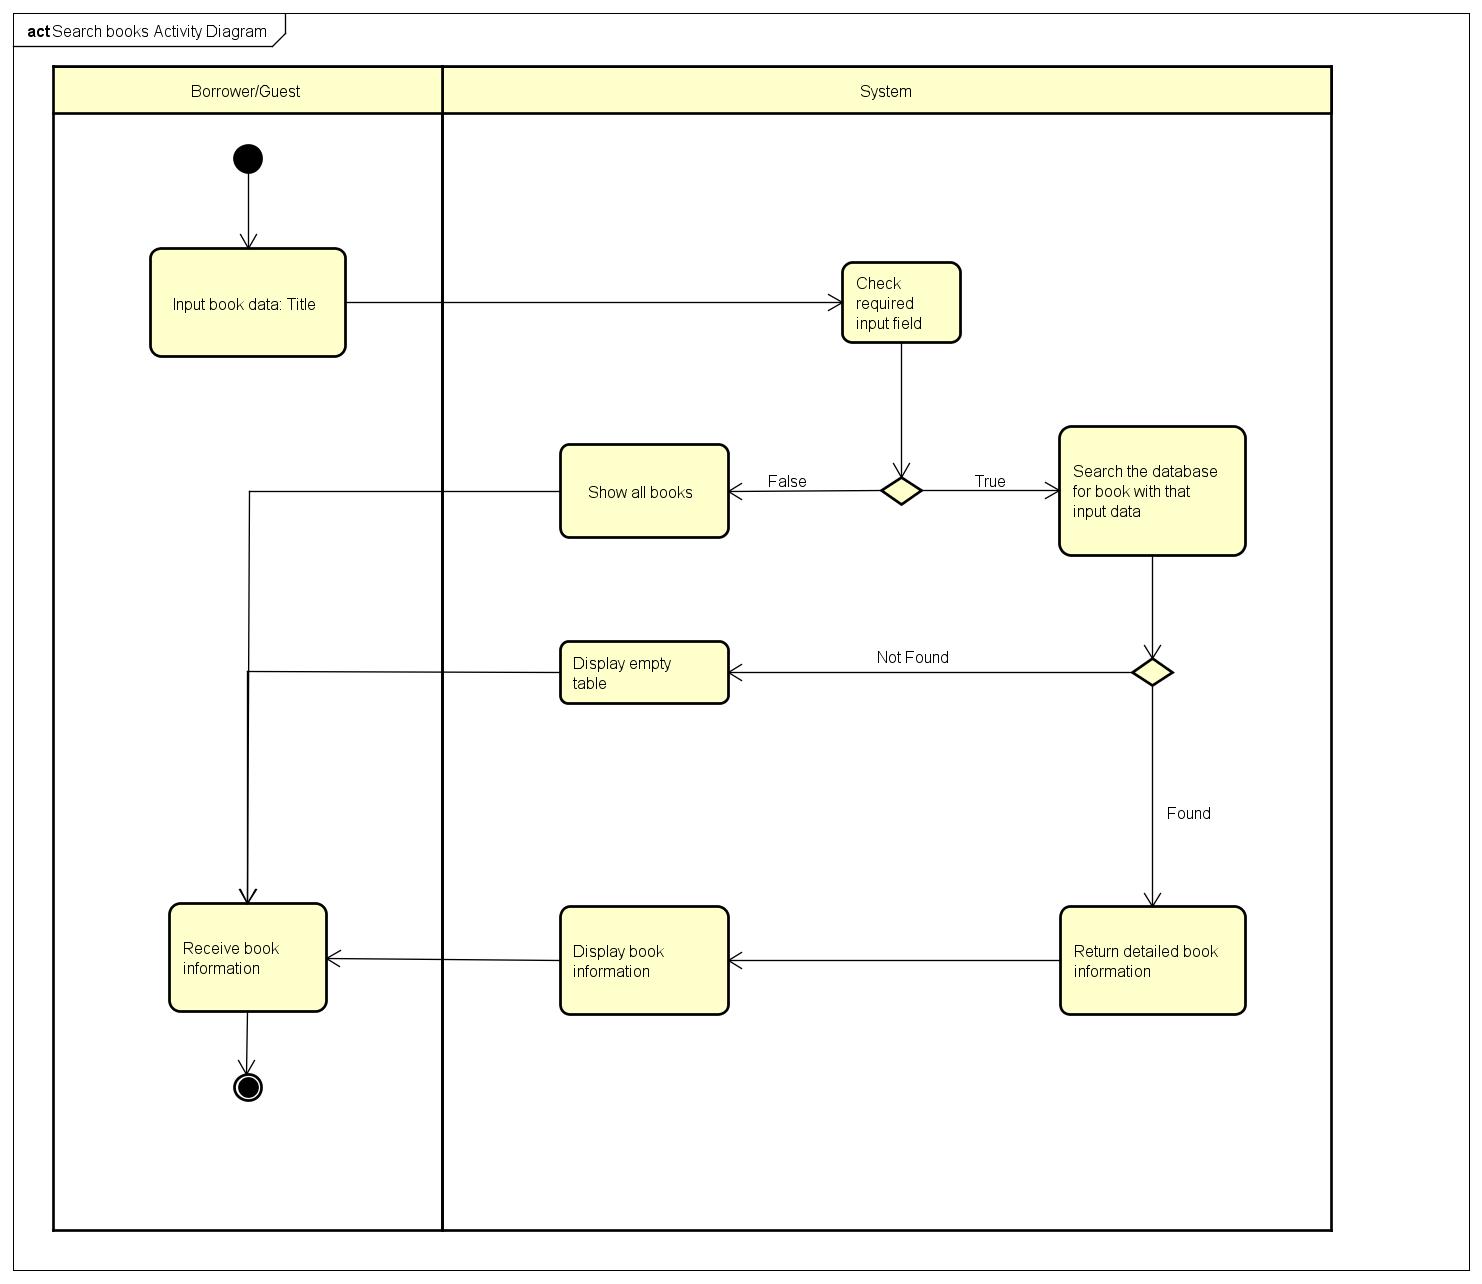 act Search books Activity Diagram
Borrower/Guest
System
Input book data: Title
Check
required
input field
Show all books
False
True
Search the database
for book with that
input data
Display empty
table
Not Found
Found
Receive book
information
Display book
information
Return detailed book
information